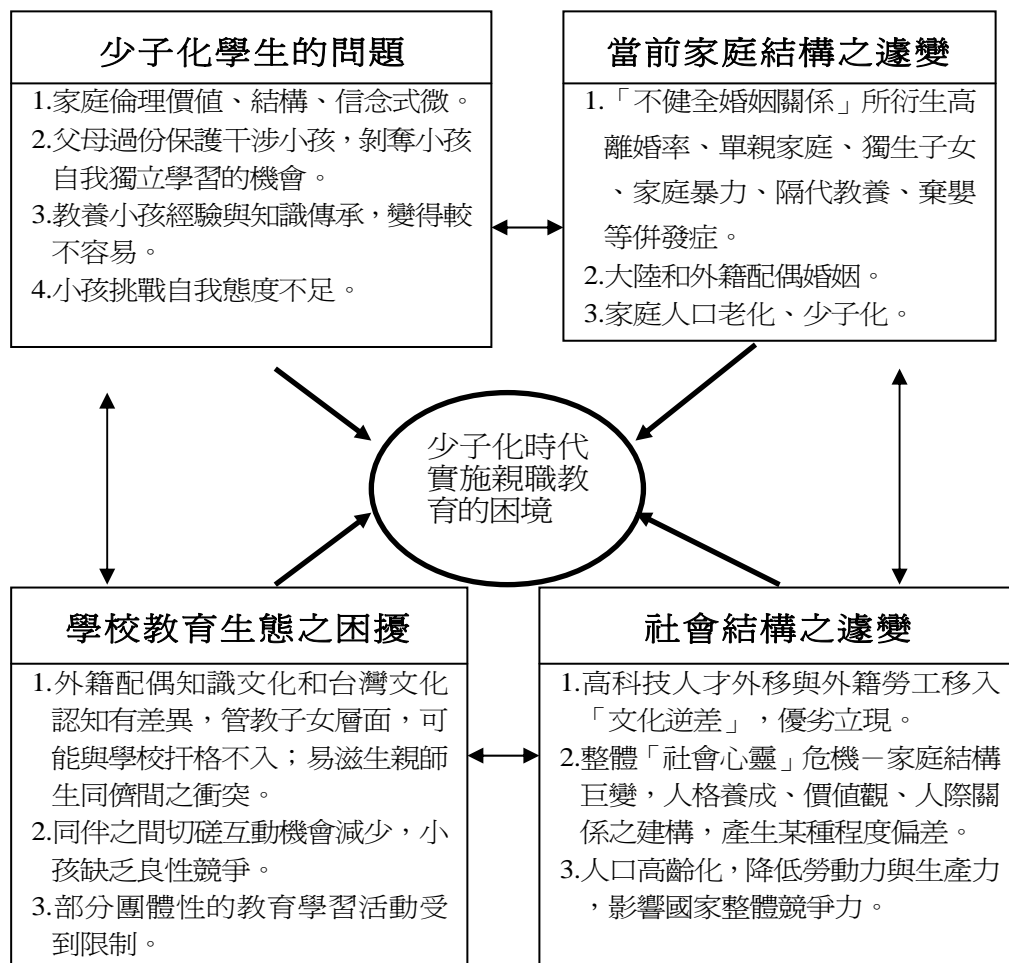 少子化學生的問題
1.家庭倫理價值、結構、信念式微。
2.父母過份保護干涉小孩，剝奪小孩
自我獨立學習的機會。
3.教養小孩經驗與知識傳承，變得較
不容易。
4.小孩挑戰自我態度不足。
當前家庭結構之遽變
1.「不健全婚姻關係」所衍生高
離婚率、單親家庭、獨生子女
、家庭暴力、隔代教養、棄嬰
等併發症。
2.大陸和外籍配偶婚姻。
3.家庭人口老化、少子化。
少子化時代
實施親職教
育的困境
學校教育生態之困擾
1.外籍配偶知識文化和台灣文化
認知有差異，管教子女層面，可
能與學校扞格不入；易滋生親師
生同儕間之衝突。
2.同伴之間切磋互動機會減少，小
孩缺乏良性競爭。
3.部分團體性的教育學習活動受
到限制。
社會結構之遽變
1.高科技人才外移與外籍勞工移入
「文化逆差」，優劣立現。
2.整體「社會心靈」危機－家庭結構
巨變，人格養成、價值觀、人際關
係之建構，產生某種程度偏差。
3.人口高齡化，降低勞動力與生產力
，影響國家整體競爭力。